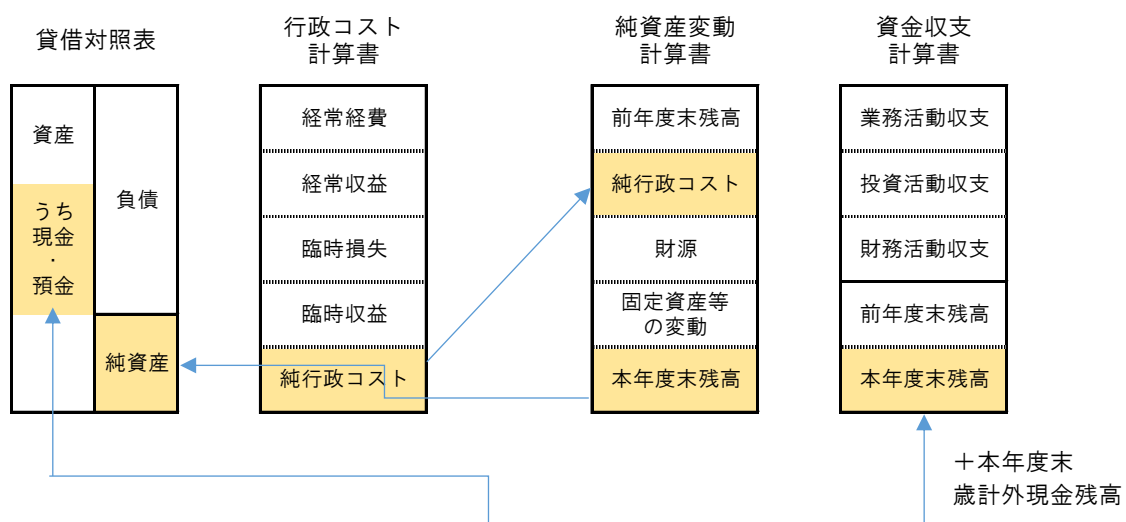 貸借対照表
資産
うち
現金
・
預金
負債
純資産
行政コスト
計算書
経常経費
経常収益
臨時損失
臨時収益
純行政コスト
純資産変動
計算書
前年度末残高
純行政コスト
財源
固定資産等
の変動
本年度末残高
資金収支
計算書
業務活動収支
投資活動収支
財務活動収支
前年度末残高
本年度末残高
＋本年度末
歳計外現金残高